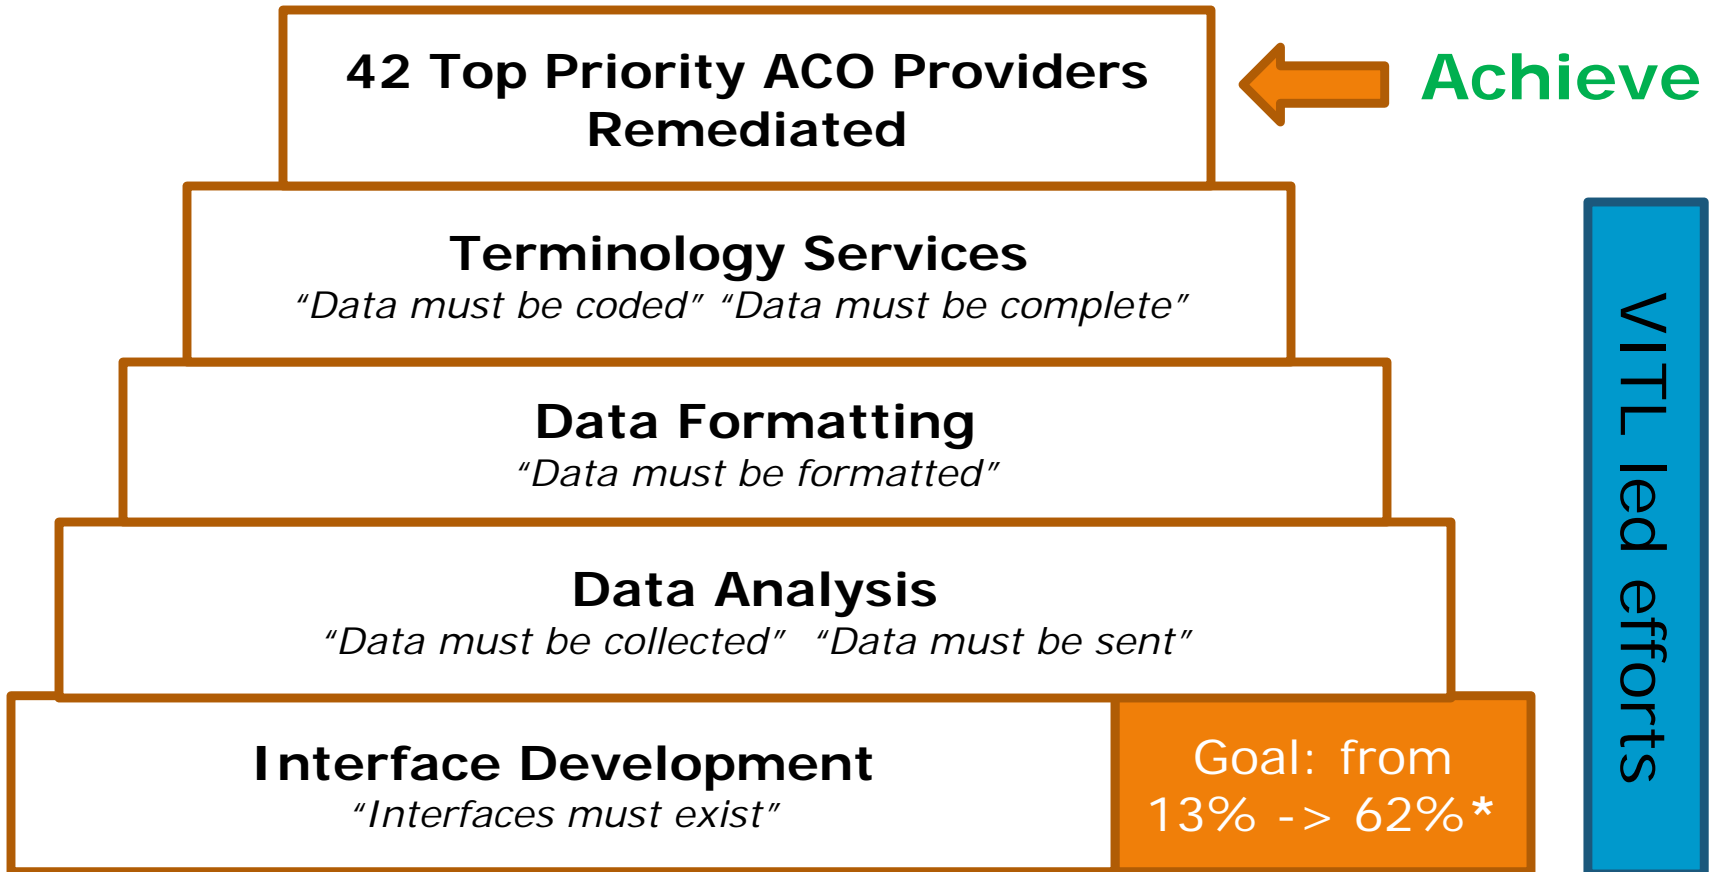 42 Top Priority ACO Providers
Remediated
Achieve
Terminology Services
“Data must be coded” “Data must be complete”
Data Formatting
“Data must be formatted”
Data Analysis
“Data must be collected” “Data must be sent”
Interface Development
“Interfaces must exist”
Goal: from
13% -> 62%*
VITL led efforts